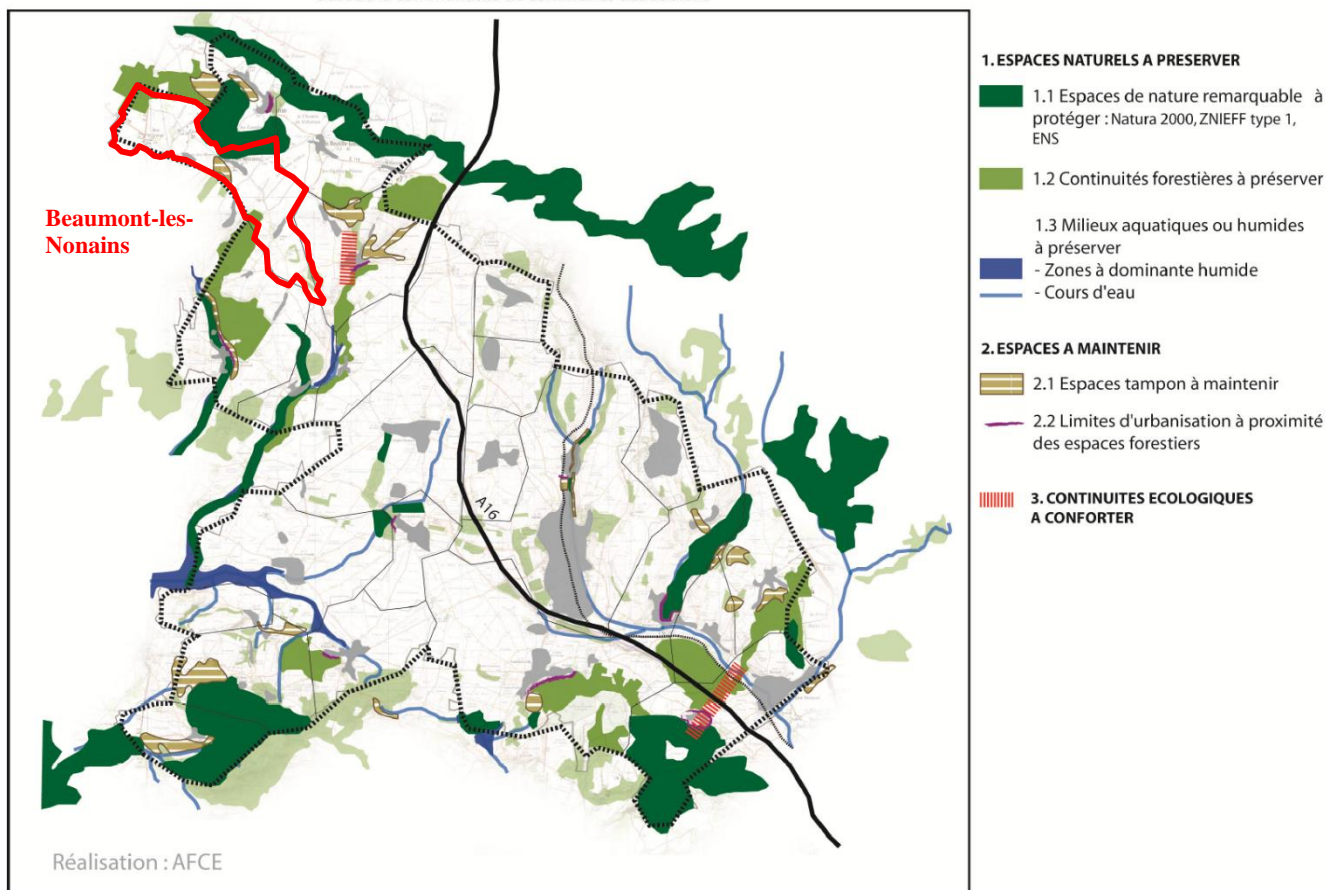 Beaumont-les-
Nonains
A16
Réalisation : AFCE
1. ESPACES NATURELS A PRESERVER
1.1 Espaces de nature remarquable à
protéger : Natura 2000, ZNIEFF type 1,
ENS
1.2 Continuités forestières à préserver
1.3 Milieux aquatiques ou humides
à préserver
- Zones à dominante humide
- Cours d'eau
2. ESPACES A MAINTENIR
2.1 Espaces tampon à maintenir
2.2 Limites d'urbanisation à proximité
des espaces forestiers
3. CONTINUITES ECOLOGIQUES
A CONFORTER